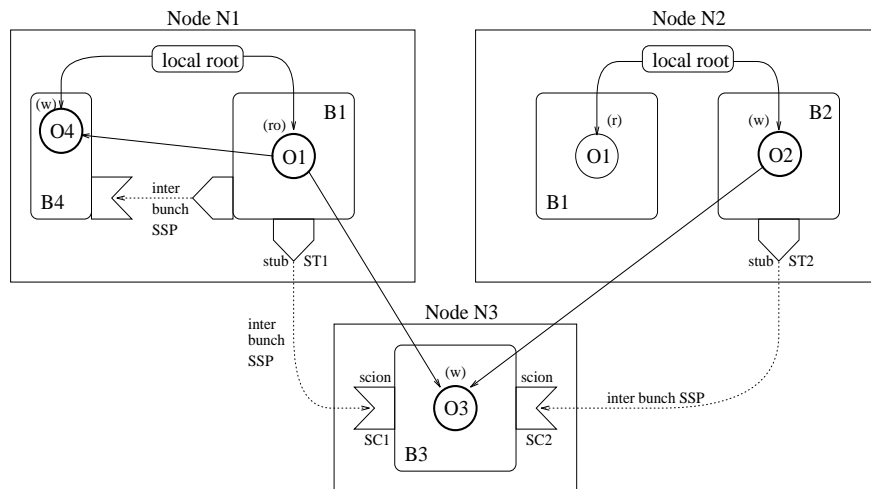 Node N1
Node N2
local root
local root
(w)
O4
B4
inter
bunch
SSP
(ro)
B1
O1
stub
ST1
(r)
O1
B1
(w)
B2
O2
stub
ST2
inter
bunch
SSP
Node N3
scion
SC1
(w)
O3
B3
scion
SC2
inter bunch SSP